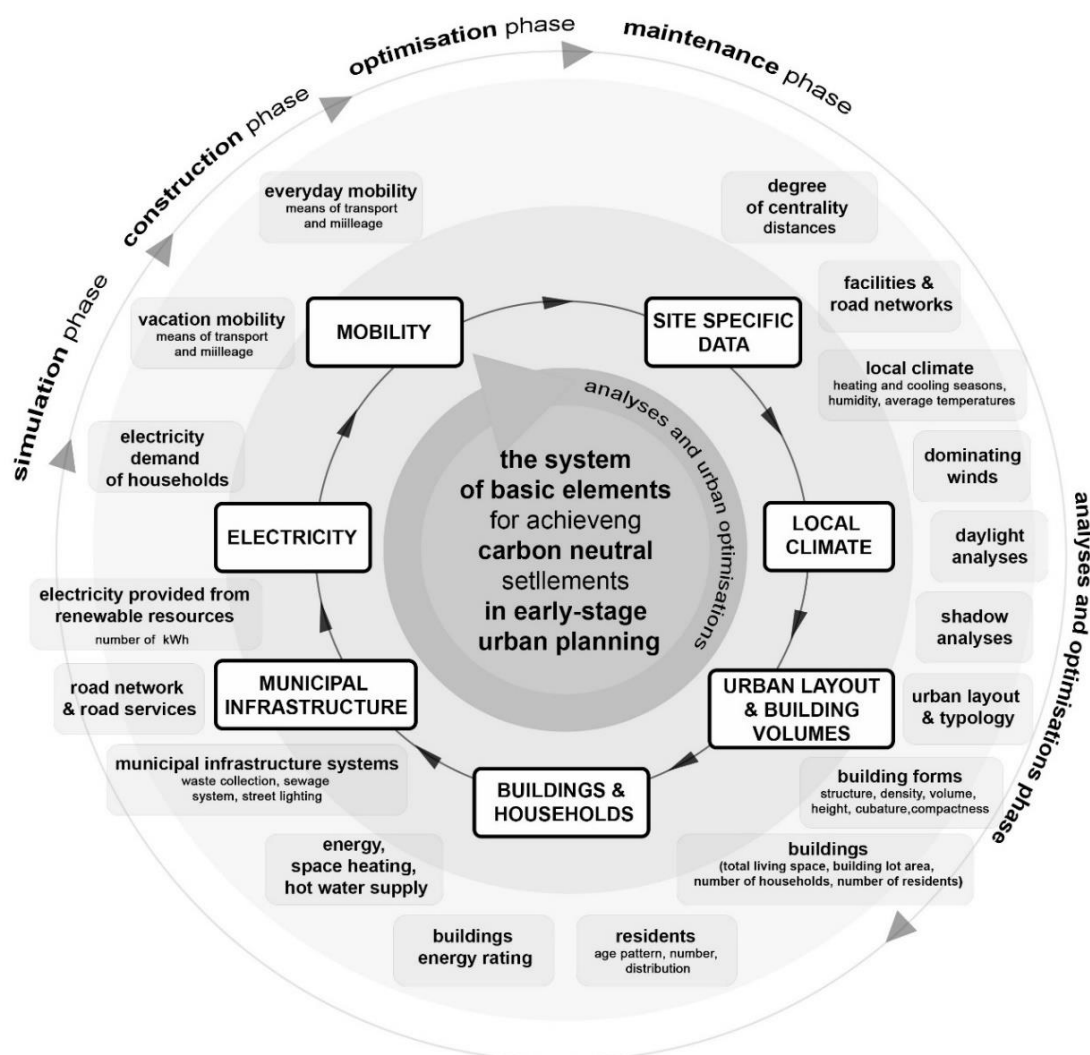 optimisation phase
maintenance phase
construction phase
simulation phase
analyses and optimisations phase
everyday mobility
means of transport
and miilleage
degree
of centrality
distances
vacation mobility
means of transport
and miilleage
facilities &
road networks
MOBILITY
SITE SPECIFIC
DATA
local climate
heating and cooling seasons,
humidity, average temperatures
analyses and urban optimisations
electricity
demand
of households
dominating
winds
the system
of basic elements
for achieveng
carbon neutral
setllements
in early-stage
urban planning
ELECTRICITY
LOCAL
CLIMATE
daylight
analyses
electricity provided from
renewable resources
number of kWh
shadow
analyses
road network
& road services
MUNICIPAL
INFRASTRUCTURE
URBAN LAYOUT
& BUILDING
VOLUMES
urban layout
& typology
municipal infrastructure systems
waste collection, sewage
system, street lighting
BUILDINGS &
HOUSEHOLDS
building forms
structure, density, volume,
height, cubature,compactness
energy,
space heating,
hot water supply
buildings
(total living space, building lot area,
number of households, number of residents)
buildings
energy rating
residents
age pattern, number,
distribution